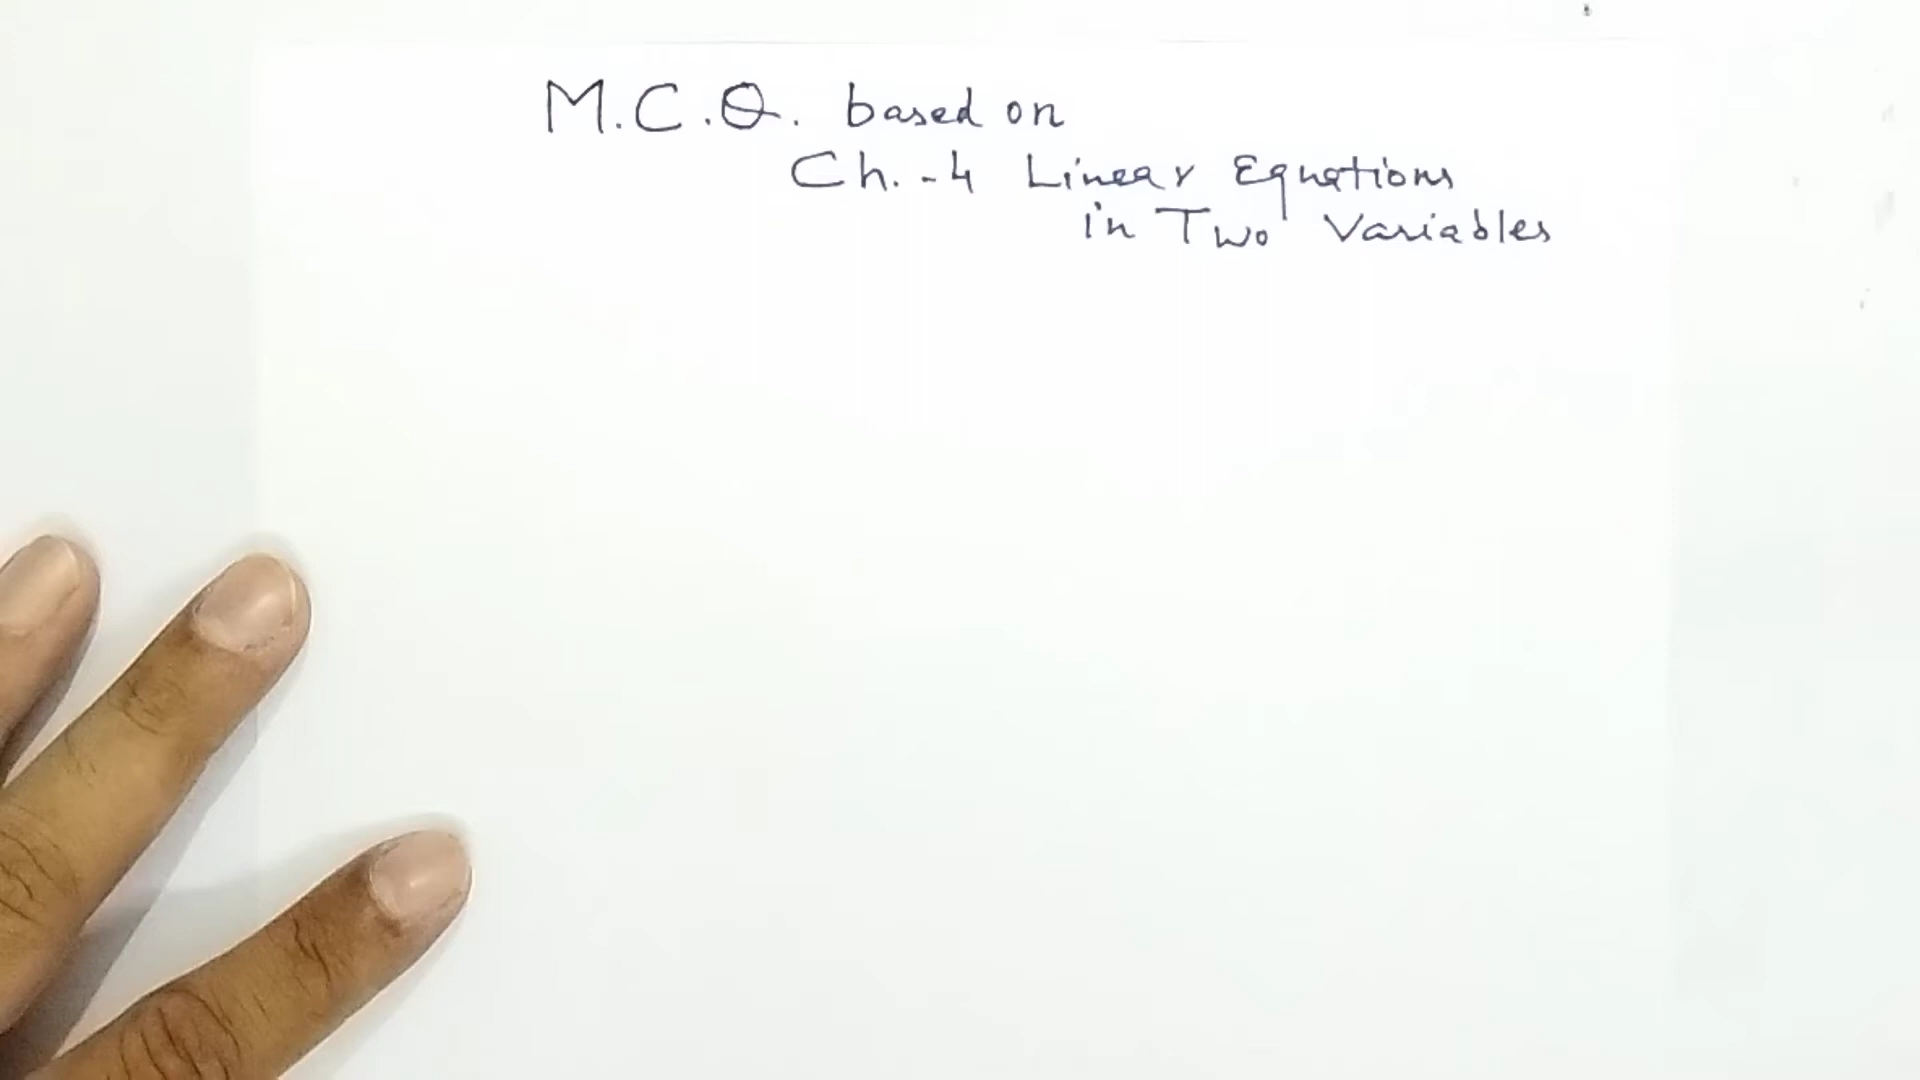 M.C.Q. based on
Ch.-4 Linear Equations
in Two Variables